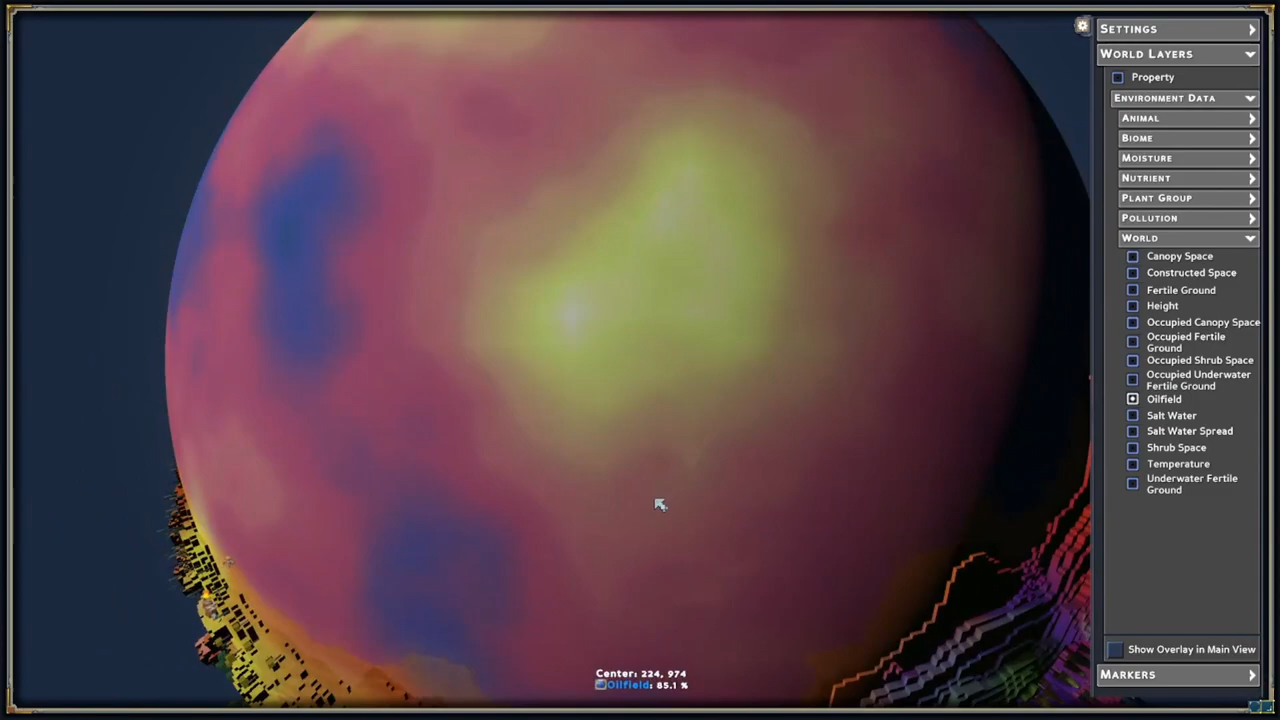 SETTINGS
WORLD LAYERS
Property
ENVIRONMENT DATA
ANIMAL
BIOME
MOISTURE
NUTRIENT
PLANT GROUP
POLLUTION
WORLD
Canopy Space
Constructed Space
Fertile Ground
Height
Occupied Canopy Space
Occupied Fertile
Ground
Occupied Shrub Space
Occupied Underwater
Fertile Ground
Oilfield
Salt Water
Salt Water Spread
Shrub Space
Temperature
Underwater Fertile
Ground
Show Overlay in Main View
MARKERS
Center: 224, 974
Oilfield: 85.1 %